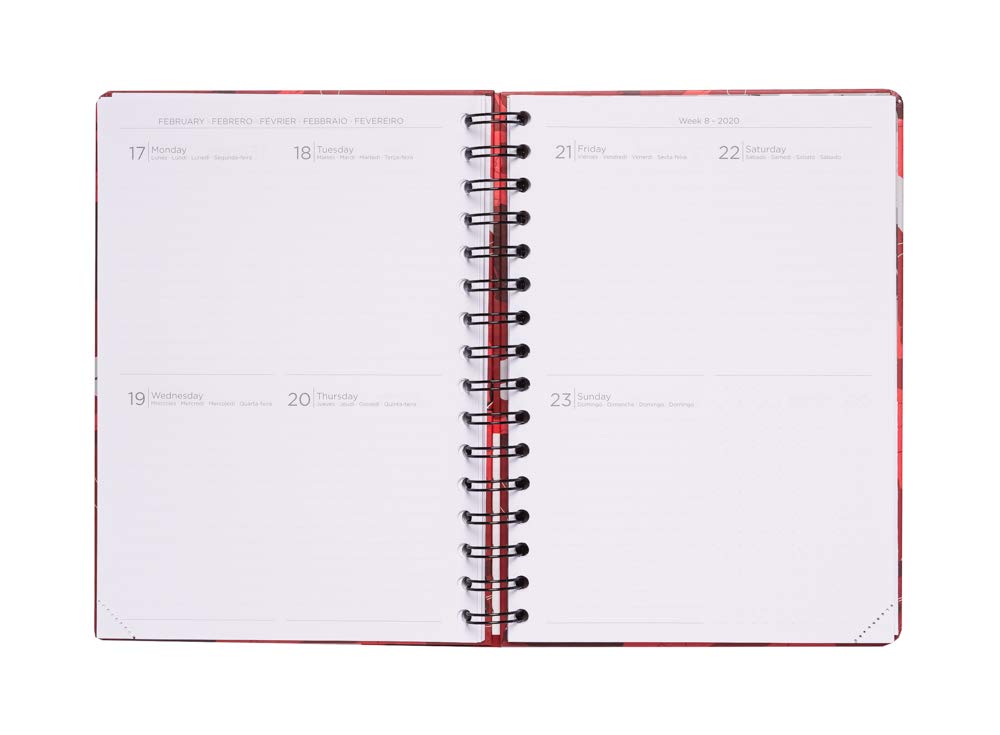 FEBRUARY · FEBRERO · FÉVRIER · FEBBRAIO · FEVEREIRO
17 Monday
Lunes · Lundi · Lunedì · Segunda-feira
18 Tuesday
Martes · Mardi · Martedì · Terça-feira
19 Wednesday
Miércoles · Mercredi · Mercoledì · Quarta-feira
20 Thursday
Jueves · Jeudi · Giovedì · Quinta-feira
Week 8 - 2020
21 Friday
Viernes · Vendredi · Venerdì · Sexta-feira
22 Saturday
Sábado · Samedi · Sabato · Sábado
23 Sunday
Domingo · Dimanche · Domingo · Domingo